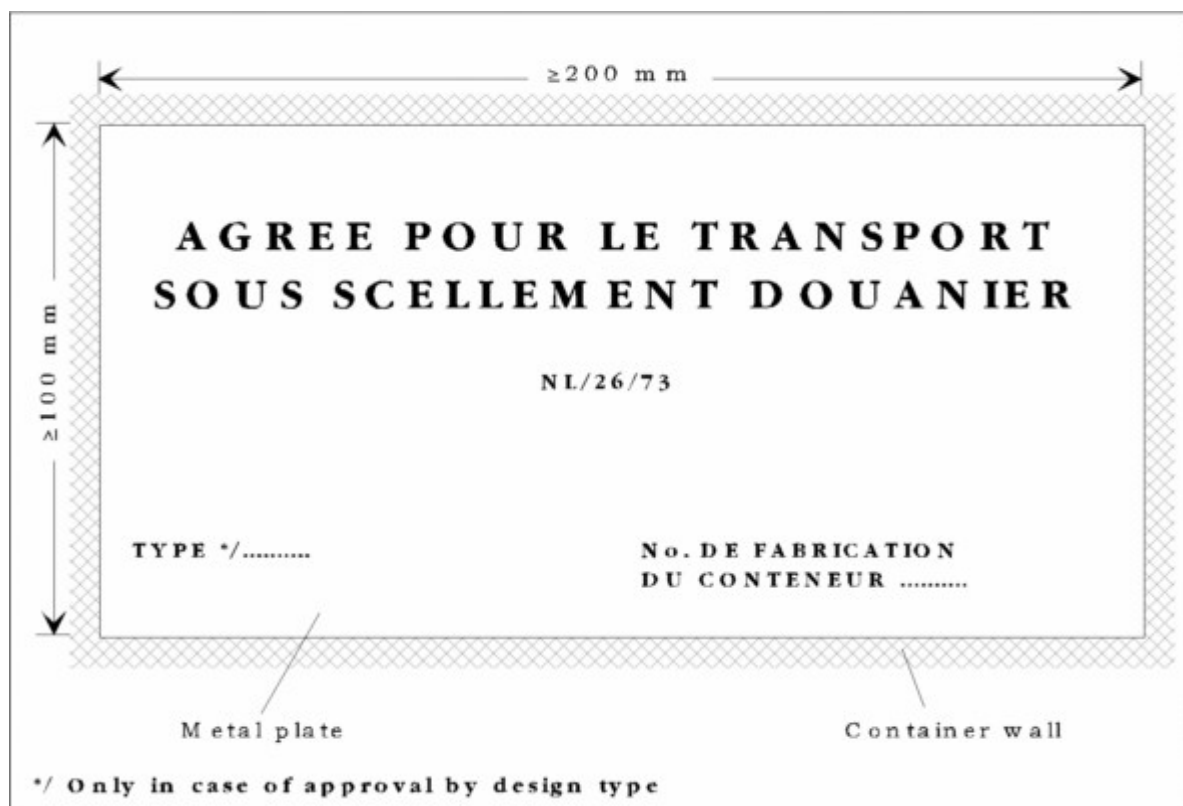 ≥200 mm
≥100 mm
AGREE POUR LE TRANSPORT
SOUS SCELLEMENT DOUANIER
NL/26/73
TYPE */..........
No. DE FABRICATION
DU CONTENEUR ..........
Metal plate
Container wall
*/ Only in case of approval by design type